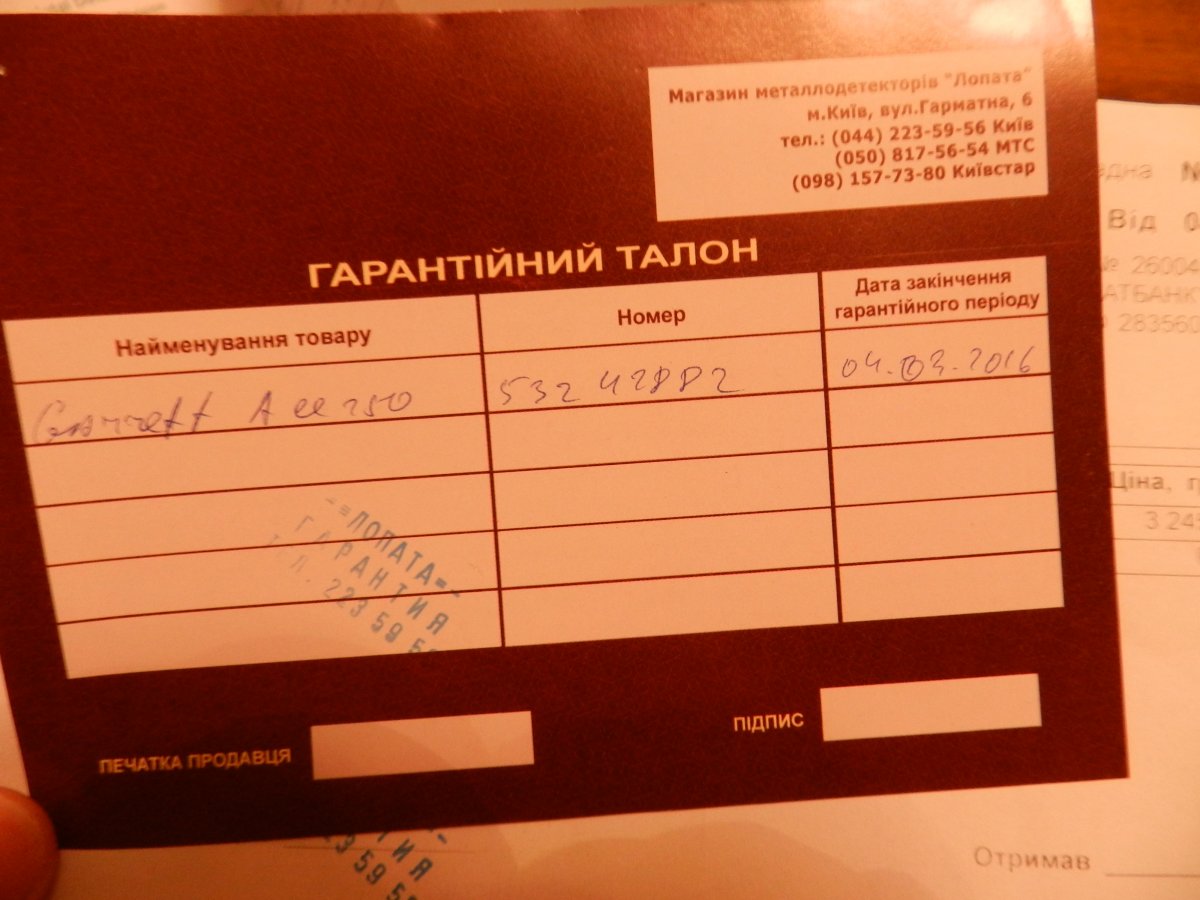 Магазин металлодетекторів "Лопата"
м.Київ, вул.Гарматна, 6
тел.: (044) 223-59-56 Київ
(050) 817-56-54 МТС
(098) 157-73-80 Київстар
ГАРАНТІЙНИЙ ТАЛОН
Найменування товару
Номер
Дата закінчення
гарантійного періоду
Garrett Ace 250
53242882
04.03.2016
=ЛОПАТА=
ГАРАНТИЯ
ТЕЛ. 223 59
ПЕЧАТКА ПРОДАВЦЯ
ПІДПИС
Від
Ціна,
Отримав